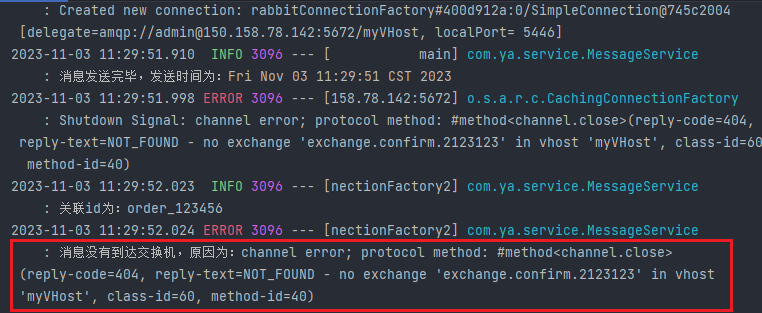 : Created new connection: rabbitConnectionFactory#400d912a:0/SimpleConnection@745c2004
[delegate=amqp://admin@150.158.78.142:5672/myVHost, localPort= 5446]
2023-11-03 11:29:51.910  INFO 3096 --- [           main] com.ya.service.MessageService
: 消息发送完毕，发送时间为：Fri Nov 03 11:29:51 CST 2023
2023-11-03 11:29:51.998 ERROR 3096 --- [158.78.142:5672] o.s.a.r.c.CachingConnectionFactory
: Shutdown Signal: channel error; protocol method: #method<channel.close>(reply-code=404,
reply-text=NOT_FOUND - no exchange 'exchange.confirm.2123123' in vhost 'myVHost', class-id=60
method-id=40)
2023-11-03 11:29:52.023  INFO 3096 --- [nectionFactory2] com.ya.service.MessageService
: 关联id为：order_123456
2023-11-03 11:29:52.024 ERROR 3096 --- [nectionFactory2] com.ya.service.MessageService
: 消息没有到达交换机，原因为：channel error; protocol method: #method<channel.close>
(reply-code=404, reply-text=NOT_FOUND - no exchange 'exchange.confirm.2123123' in vhost
'myVHost', class-id=60, method-id=40)